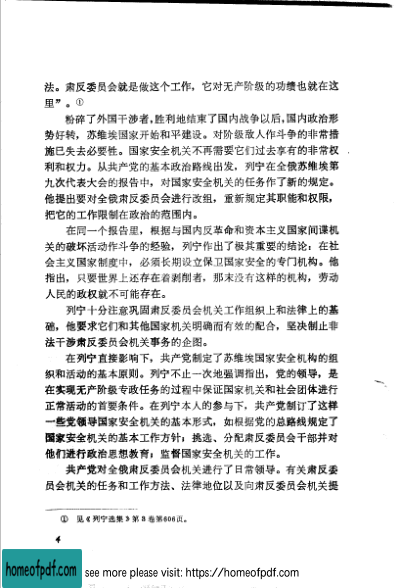 法。肃反委员会就是做这个工作，它对无产阶级的功绩也就在这
里”。①
粉碎了外国干涉者，胜利地结束了国内战争以后，国内政治形
势好转，苏维埃国家开始和平建设。对阶级敌人作斗争的非常措
施已失去必要性。国家安全机关不再需要它们过去享有的非常权
利和权力。从共产党的基本政治路线出发，列宁在全俄苏维埃第
九次代表大会的报告中，对国家安全机关的任务作了新的规定。
他提出要对全俄肃反委员会进行改组，重新规定其职能和权限，
把它的工作限制在政治的范围内。
在同一个报告里，根据与国内反革命和资本主义国家间谍机
关的破坏活动作斗争的经验，列宁作出了极其重要的结论：在社
会主义国家制度中，必须长期设立保卫国家安全的专门机构。他
指出，只要世界上还存在着剥削者，那末没有这样的机构，劳动
人民的政权就不可能存在。
列宁十分注意巩固肃反委员会机关工作组织上和法律上的基
础，他要求它们和其他国家机关明确而有效的配合，坚决制止非
法干涉肃反委员会机关事务的企图。
在列宁直接影响下，共产党制定了苏维埃国家安全机构的组
织和活动的基本原则。列宁不止一次地强调指出，党的领导，是
在实现无产阶级专政任务的过程中保证国家机关和社会团体进行
正常活动的首要条件。在列宁本人的参与下，共产党制订了这样
一些党领导国家安全机关的基本形式，如根据党的总路线规定了
国家安全机关的基本工作方针；挑选、分配肃反委员会干部并对
他们进行政治思想教育；监督国家安全机关的工作。
共产党对全俄肃反委员会机关进行了日常领导。有关肃反委
员会机关的任务和工作方法、法律地位以及向肃反委员会机关提
① 见《列宁选集》第3卷第606页。
4
homeofpdf.com
see more please visit: https://homeofpdf.com